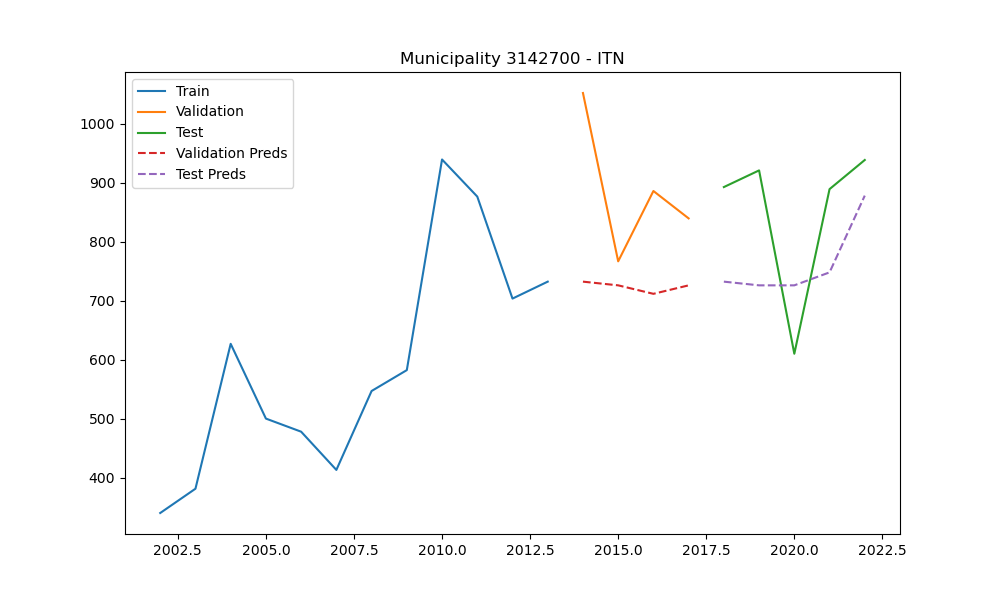 Municipality 3142700 - ITN
Train
Validation
Test
Validation Preds
Test Preds
1000
900
800
700
600
500
400
2002.5 2005.0 2007.5 2010.0 2012.5 2015.0 2017.5 2020.0 2022.5